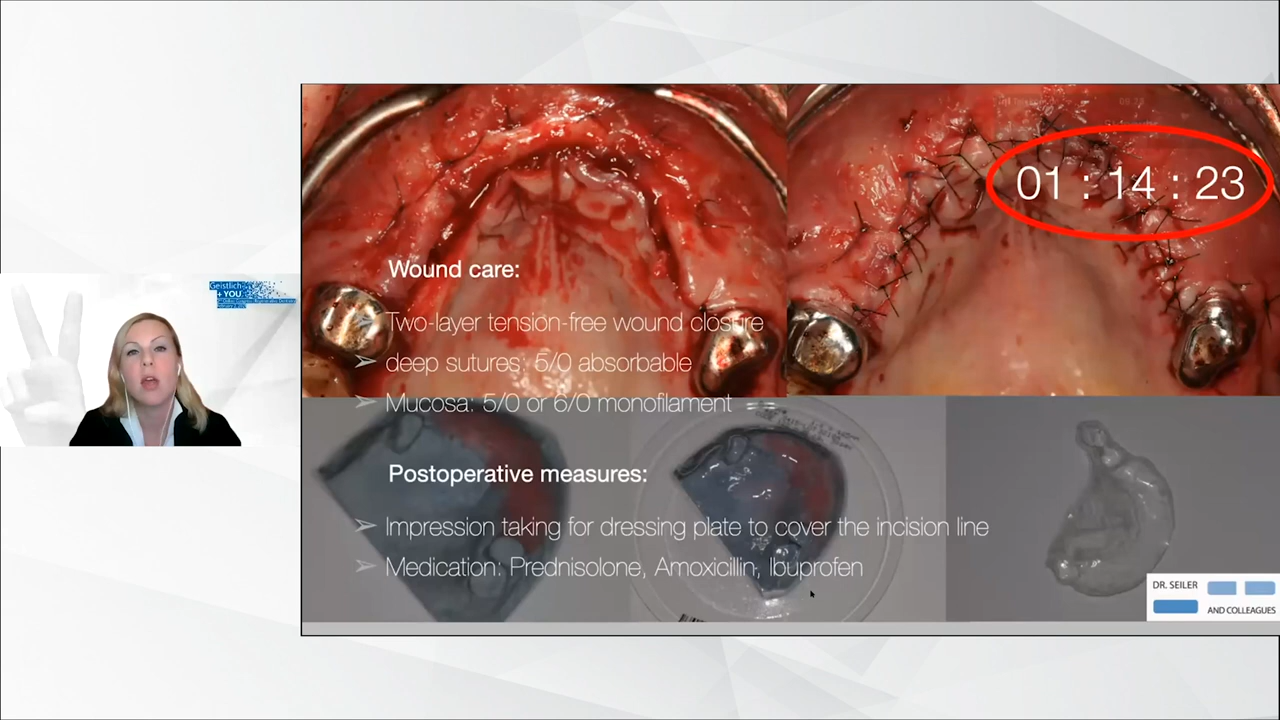 Geistlich
+ YOU
01 : 14 : 23
Wound care:
Two-layer tension-free wound closure
➢ deep sutures: 5/0 absorbable
➢ Mucosa: 5/0 or 6/0 monofilament
Postoperative measures:
➢ Impression taking for dressing plate to cover the incision line
➢ Medication: Prednisolone, Amoxicillin, Ibuprofen
DR. SEILER
AND COLLEAGUES